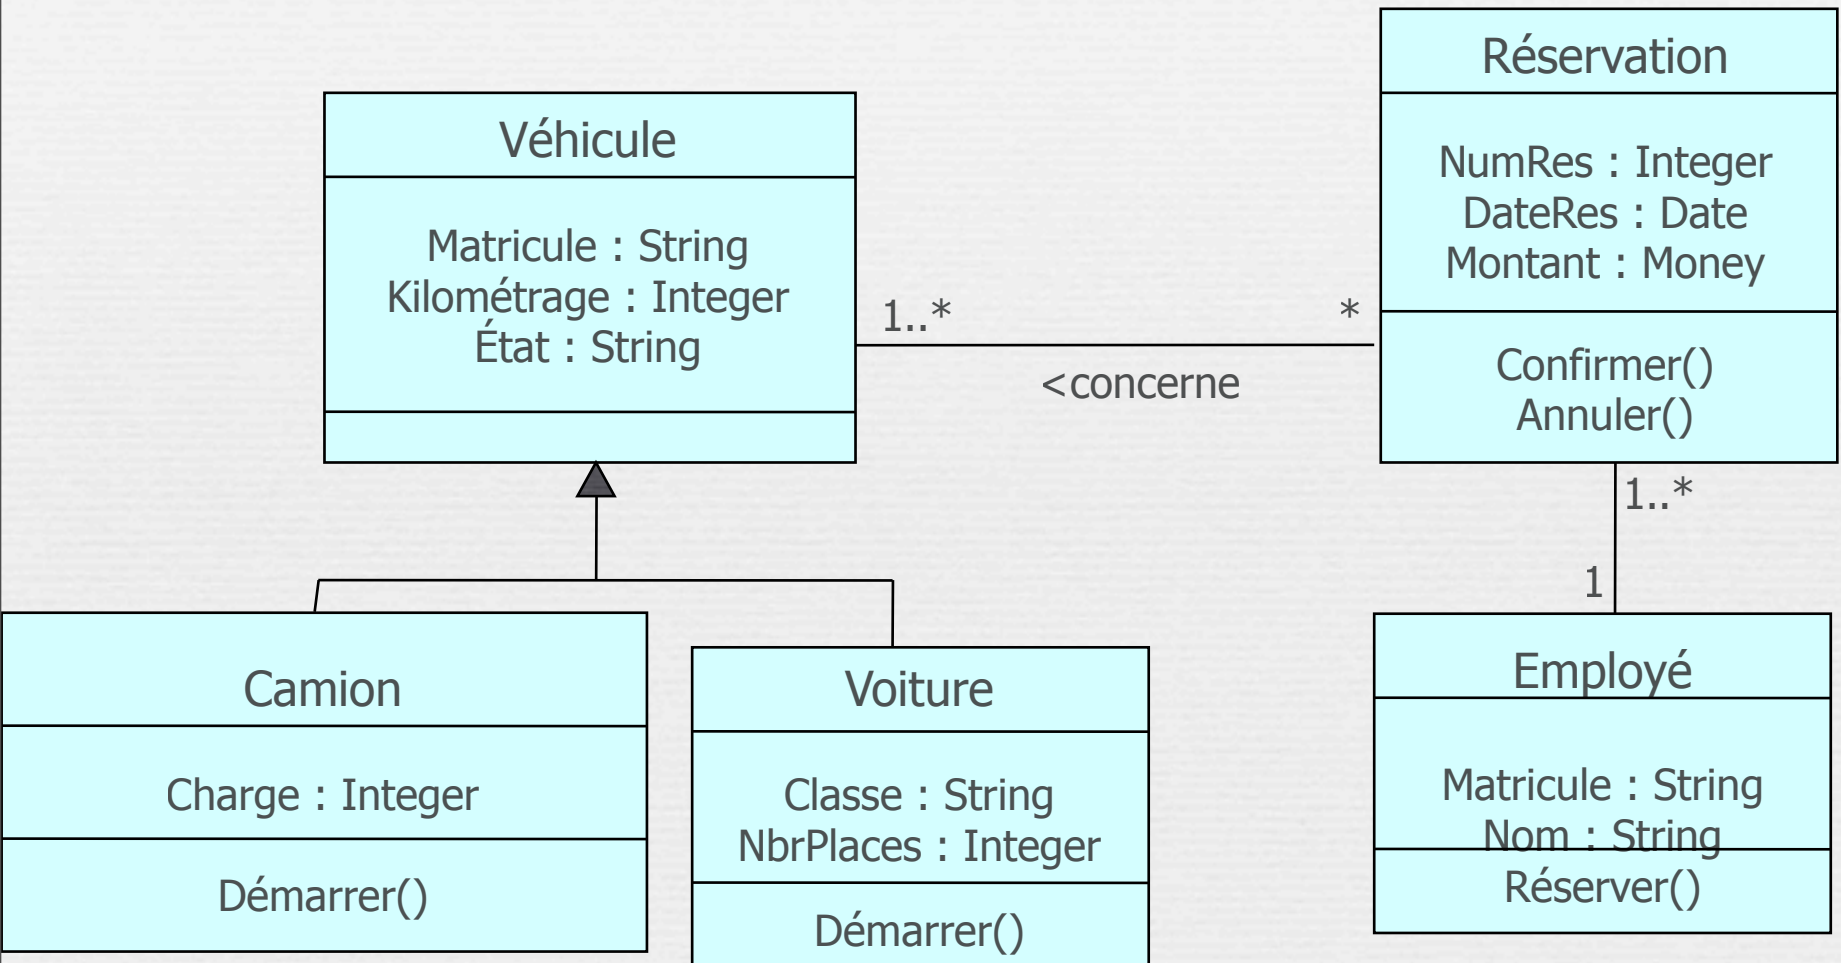 Véhicule
Matricule : String
Kilométrage : Integer
État : String
1..*
*
<concerne
Réservation
NumRes : Integer
DateRes : Date
Montant : Money
Confirmer()
Annuler()
1..*
1
Camion
Charge : Integer
Démarrer()
Voiture
Classe : String
NbrPlaces : Integer
Démarrer()
Employé
Matricule : String
Nom : String
Réserver()